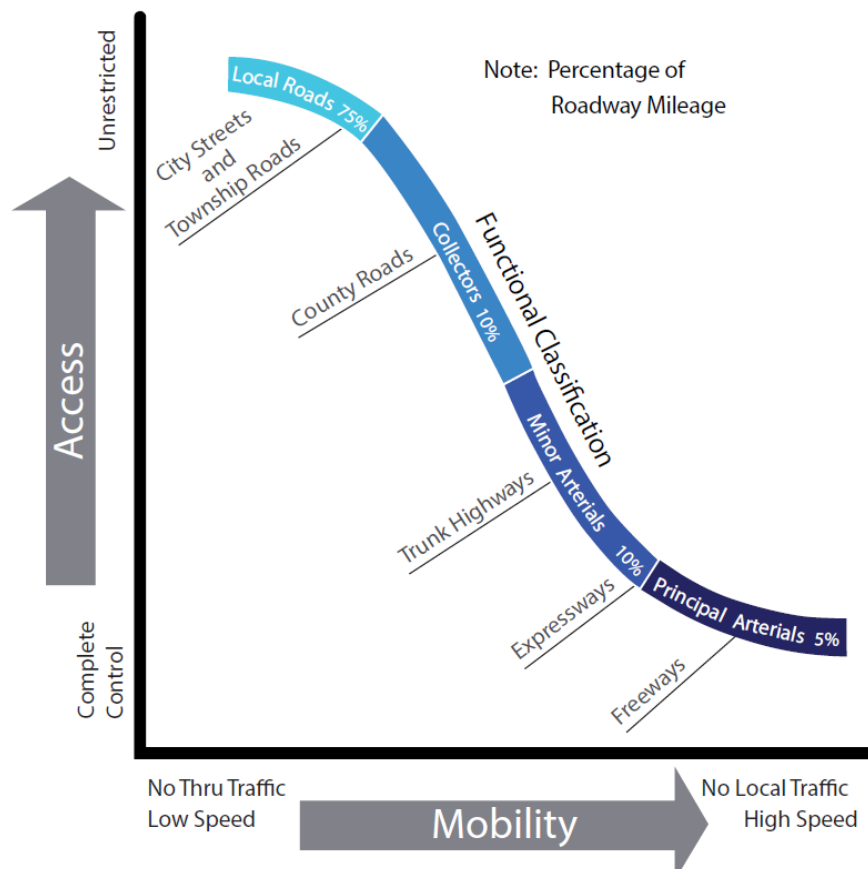 Unrestricted
Access
Complete
Control
Note: Percentage of
Roadway Mileage
Local Roads 75%
City Streets
and
Township Roads
Collectors 10%
County Roads
Functional Classification
Minor Arterials 10%
Trunk Highways
Expressways
Principal Arterials 5%
Freeways
No Thru Traffic
Low Speed
Mobility
No Local Traffic
High Speed